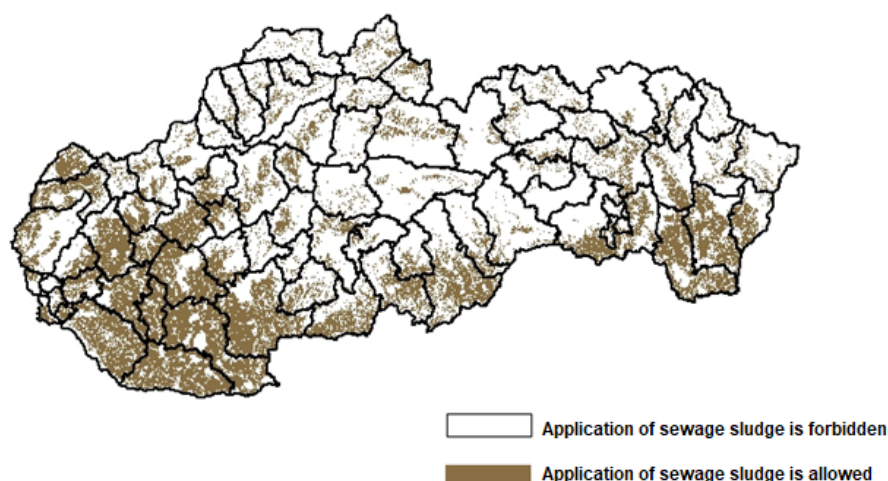 Application of sewage sludge is forbidden
Application of sewage sludge is allowed